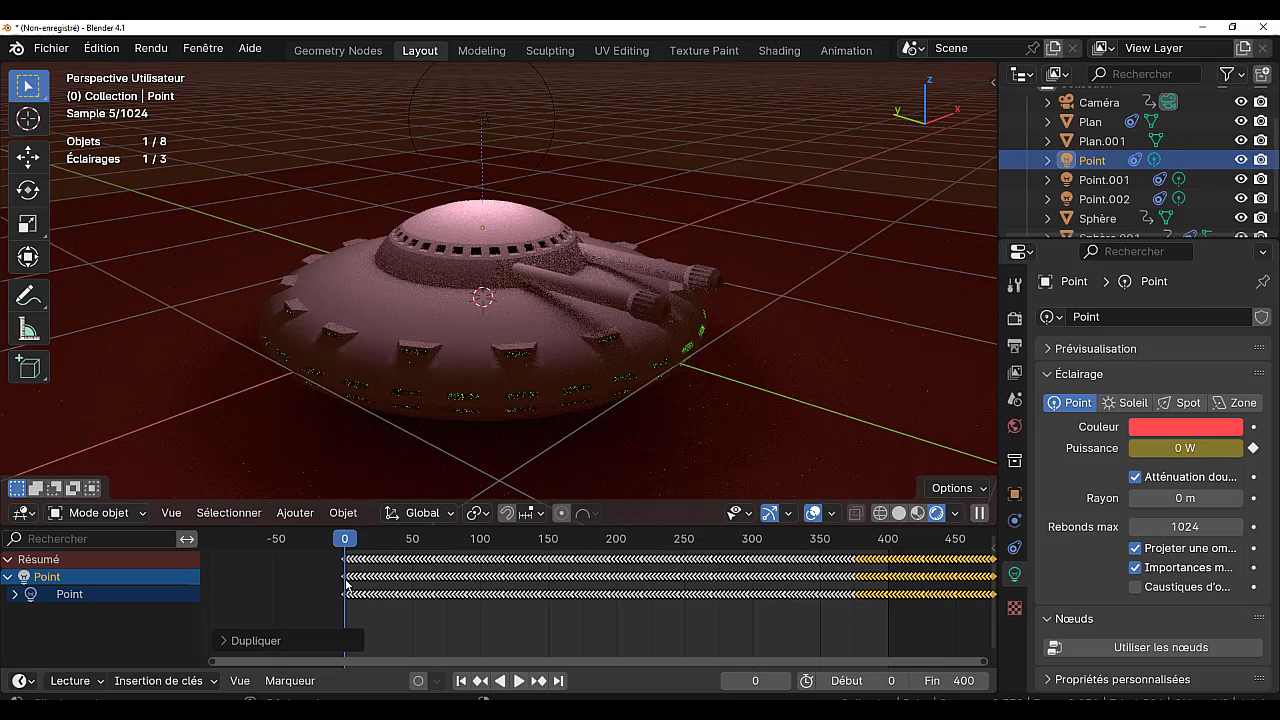 * (Non-enregistré) - Blender 4.1
Fichier Édition Rendu Fenêtre Aide Geometry Nodes Layout Modeling Sculpting UV Editing Texture Paint Shading Animation Scene View Layer
Perspective Utilisateur
(0) Collection | Point
Sample 5/1024
Objets 1 / 8
Éclairages 1 / 3
z
y
x
Options
Mode objet Vue Sélectionner Ajouter Objet Global
Rechercher
Caméra
Plan
Plan.001
Point
Point.001
Point.002
Sphère
Rechercher
Point Point
Point
Prévisualisation
Éclairage
Point Soleil Spot Zone
Couleur
Puissance 0 W
Atténuation dou...
Rayon 0 m
Rebonds max 1024
Projeter une om...
Importances m...
Caustiques d'o...
Nœuds
Utiliser les nœuds
Propriétés personnalisées
Rechercher
-50 0 50 100 150 200 250 300 350 400 450
Résumé
Point
Point
Dupliquer
Lecture Insertion de clés Vue Marqueur 0 Début 0 Fin 400